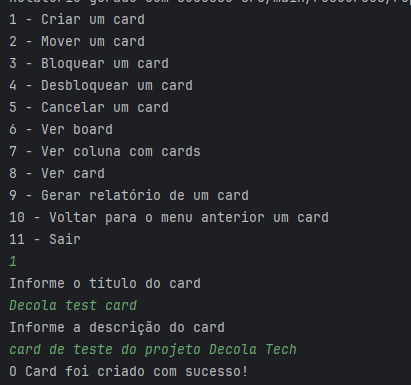 1 - Criar um card
2 - Mover um card
3 - Bloquear um card
4 - Desbloquear um card
5 - Cancelar um card
6 - Ver board
7 - Ver coluna com cards
8 - Ver card
9 - Gerar relatório de um card
10 - Voltar para o menu anterior um card
11 - Sair
1
Informe o título do card
Decola test card
Informe a descrição do card
card de teste do projeto Decola Tech
O Card foi criado com sucesso!